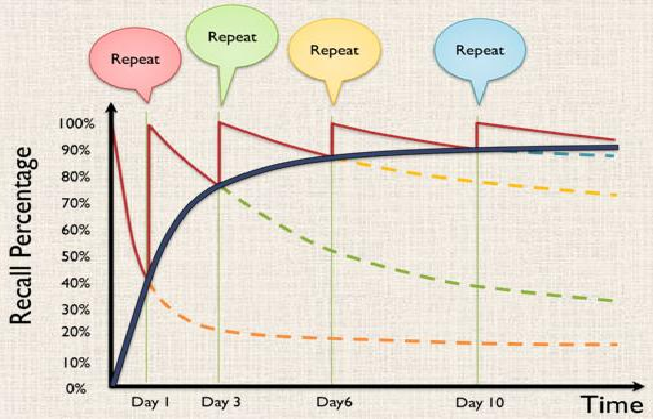 Repeat
Repeat
Repeat
Repeat
Recall Percentage
100%
90%
80%
70%
60%
50%
40%
30%
20%
10%
0%
Day 1
Day 3
Day6
Day 10
Time